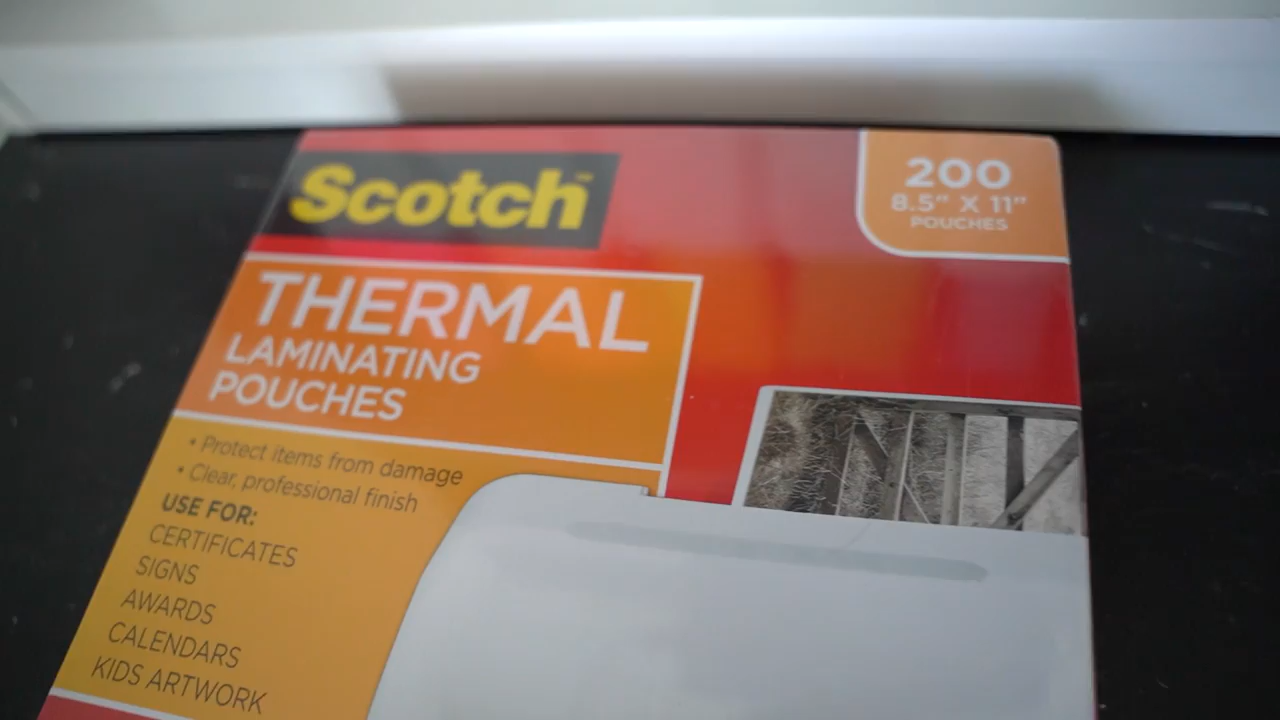 Scotch™
200
8.5" X 11"
POUCHES
THERMAL
LAMINATING
POUCHES
• Protect items from damage
• Clear, professional finish
USE FOR:
CERTIFICATES
SIGNS
AWARDS
CALENDARS
KIDS ARTWORK